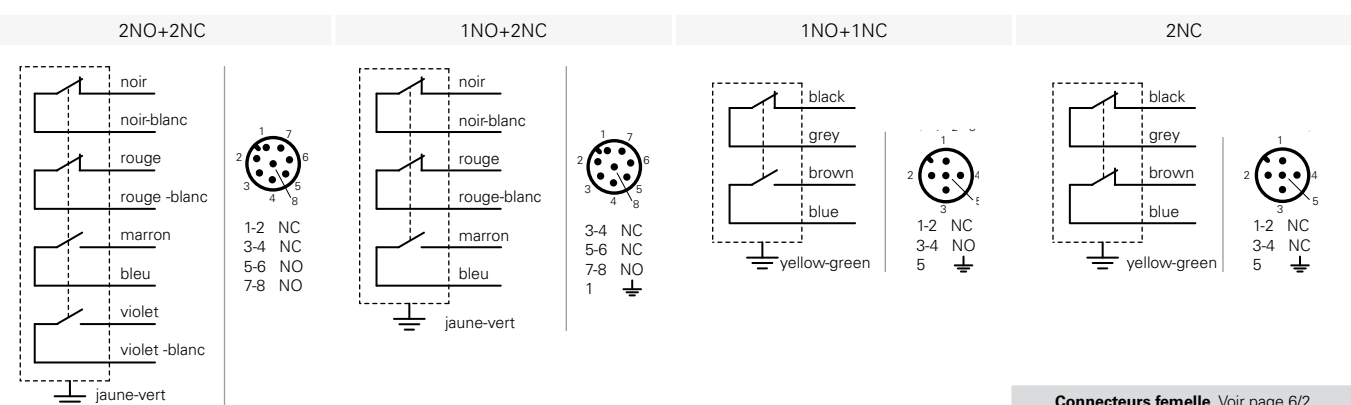 2NO+2NC
noir
noir-blanc
rouge
rouge -blanc
marron
bleu
violet
violet -blanc
jaune-vert
1 7
2 6
3 5
4 8
1-2 NC
3-4 NC
5-6 NO
7-8 NO
1NO+2NC
noir
noir-blanc
rouge
rouge-blanc
marron
bleu
jaune-vert
1 7
2 6
3 5
4 8
3-4 NC
5-6 NC
7-8 NO
1
1NO+1NC
black
grey
brown
blue
yellow-green
1
2 4
3 5
1-2 NC
3-4 NO
5
2NC
black
grey
brown
blue
yellow-green
1
2 4
3 5
1-2 NC
3-4 NC
5
Connecteurs femelle Voir page 6/2